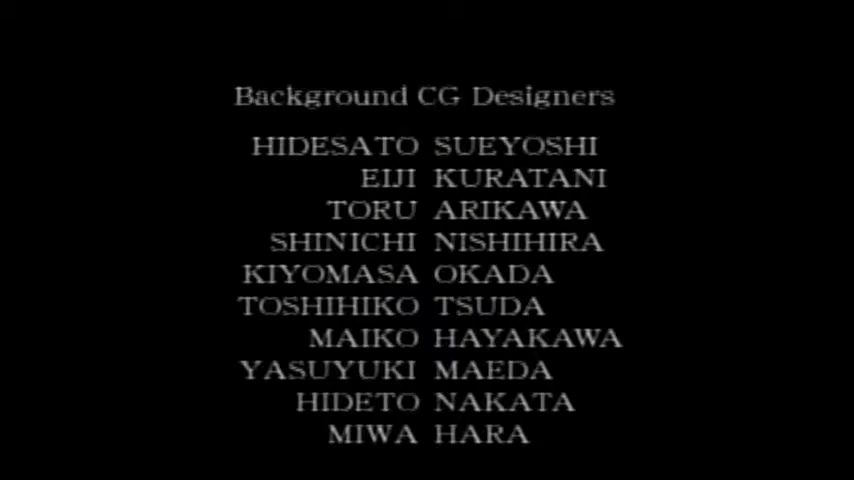 Background CG Designers
HIDESATO SUEYOSHI
EIJI KURATANI
TORU ARIKAWA
SHINICHI NISHIHIRA
KIYOMASA OKADA
TOSHIHIKO TSUDA
MAIKO HAYAKAWA
YASUYUKI MAEDA
HIDETO NAKATA
MIWA HARA